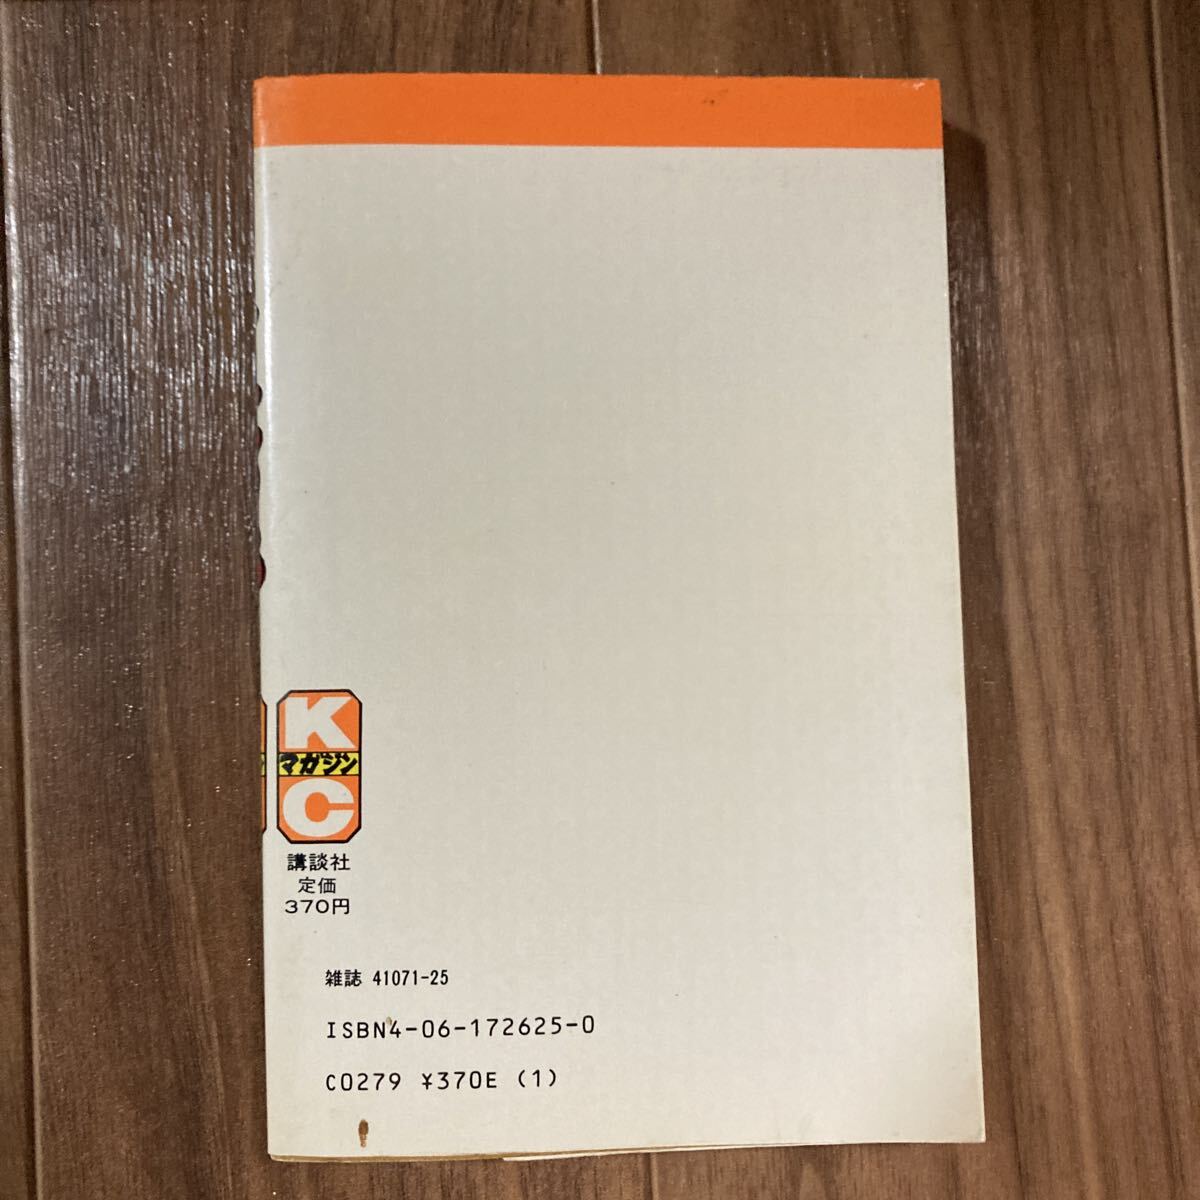 K
マガジン
C
講談社
定価
370円
雑誌 41071-25
ISBN4-06-172625-0
C0279 ¥370E (1)